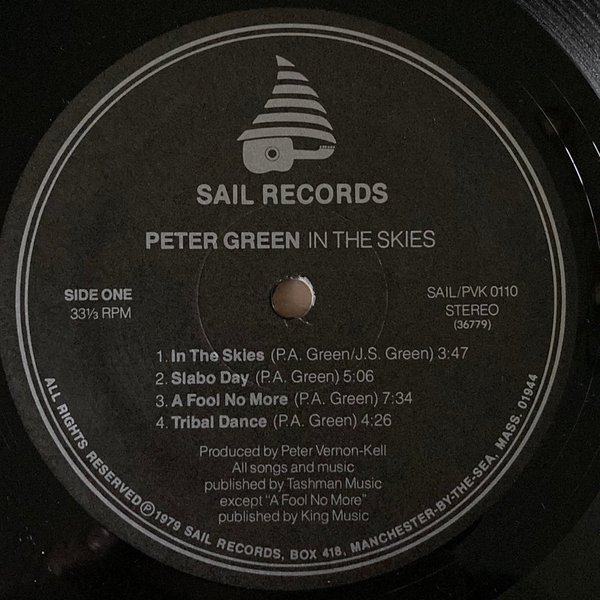 SAIL RECORDS
PETER GREEN IN THE SKIES
SIDE ONE
33⅓ RPM
SAIL/PVK 0110
STEREO
(36779)
1. In The Skies (P.A. Green/J.S. Green) 3:47
2. Slabo Day (P.A. Green) 5:06
3. A Fool No More (P.A. Green) 7:34
4. Tribal Dance (P.A. Green) 4:26
Produced by Peter Vernon-Kell
All songs and music
published by Tashman Music
except "A Fool No More"
published by King Music
ALL RIGHTS RESERVED ℗ 1979 SAIL RECORDS, BOX 418, MANCHESTER-BY-THE-SEA, MASS. 01944